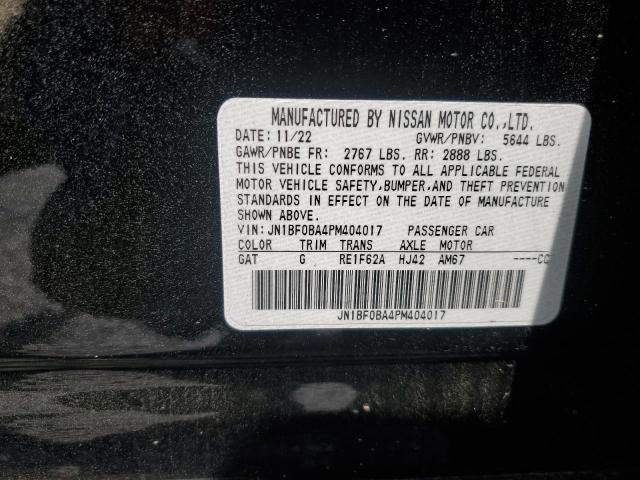 MANUFACTURED BY NISSAN MOTOR CO.,LTD.
DATE: 11/22 GVWR/PNBV: 5644 LBS.
GAWR/PNBE FR: 2767 LBS. RR: 2888 LBS.
THIS VEHICLE CONFORMS TO ALL APPLICABLE FEDERAL
MOTOR VEHICLE SAFETY,BUMPER,AND THEFT PREVENTION
STANDARDS IN EFFECT ON THE DATE OF MANUFACTURE
SHOWN ABOVE.
VIN:JN1BF0BA4PM404017 PASSENGER CAR
COLOR TRIM TRANS AXLE MOTOR
GAT G RE1F62A HJ42 AM67 ----CC
JN1BF0BA4PM404017